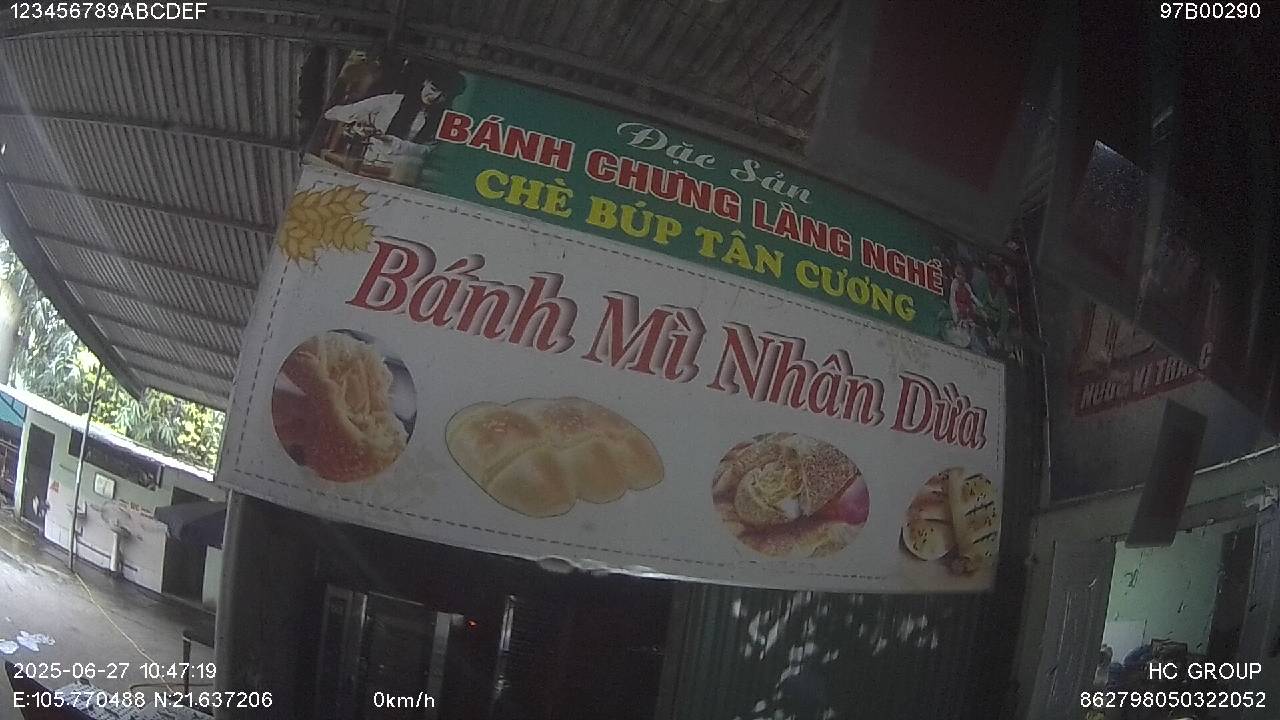 123456789ABCDEF
97B00290
Đặc Sản
BÁNH CHƯNG LÀNG NGHỀ
CHÈ BÚP TÂN CƯƠNG
Bánh Mì Nhân Dừa
2025-06-27 10:47:19
E:105.770488 N:21.637206
0km/h
HC GROUP
862798050322052